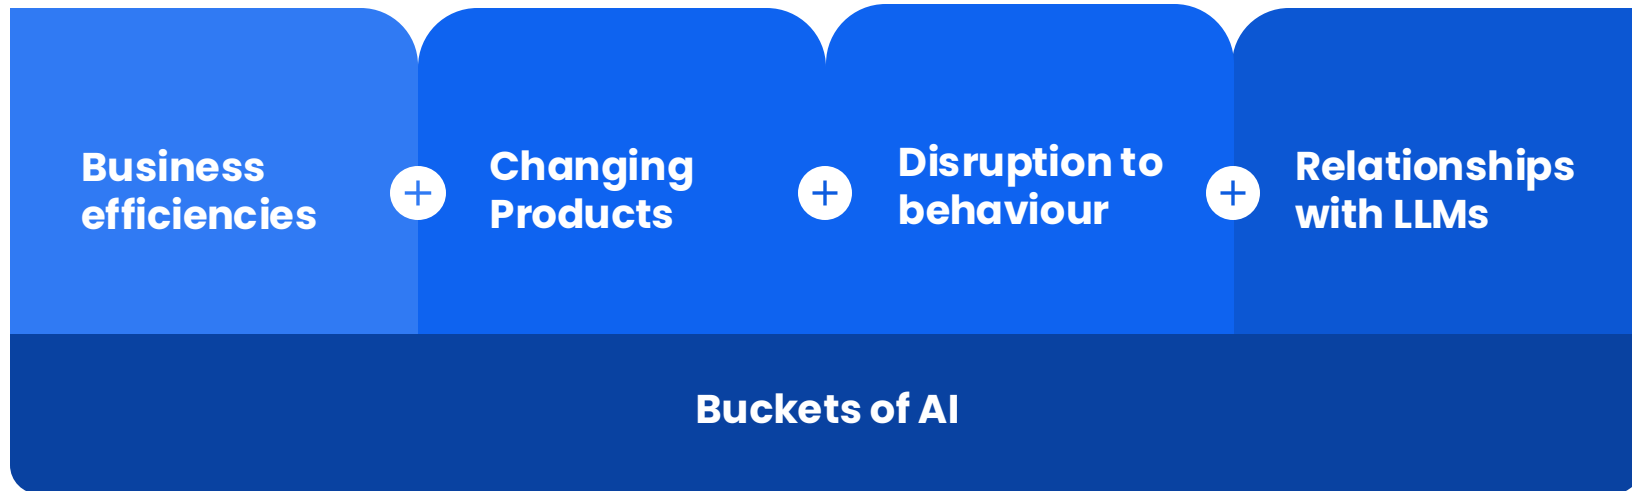 Business
efficiencies
Changing
Products
Disruption to
behaviour
Relationships
with LLMs
Buckets of AI